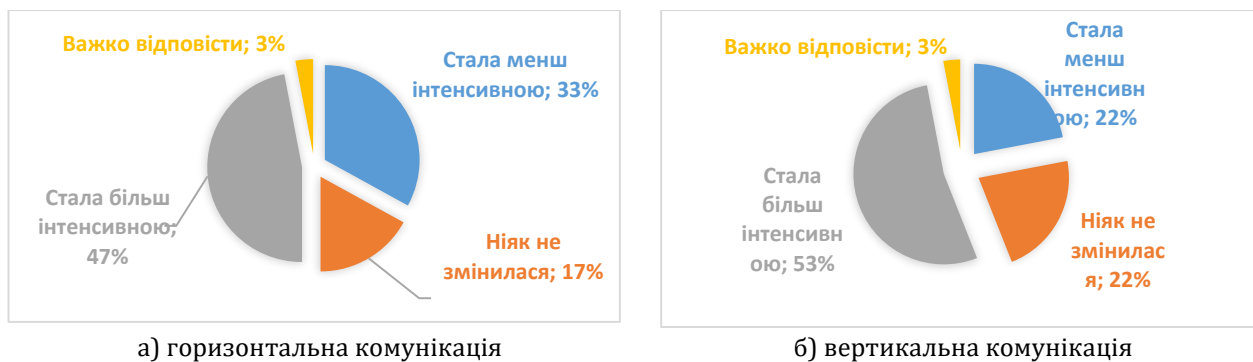 Важко відповісти; 3%
Стала менш
інтенсивною; 33%
Стала більш
інтенсивною;
47%
Ніяк не
змінилася; 17%
а) горизонтальна комунікація
Важко відповісти; 3%
Стала
менш
інтенсивн
ою; 22%
Стала
більш
інтенсивн
ою; 53%
Ніяк не
змінилас
я; 22%
б) вертикальна комунікація